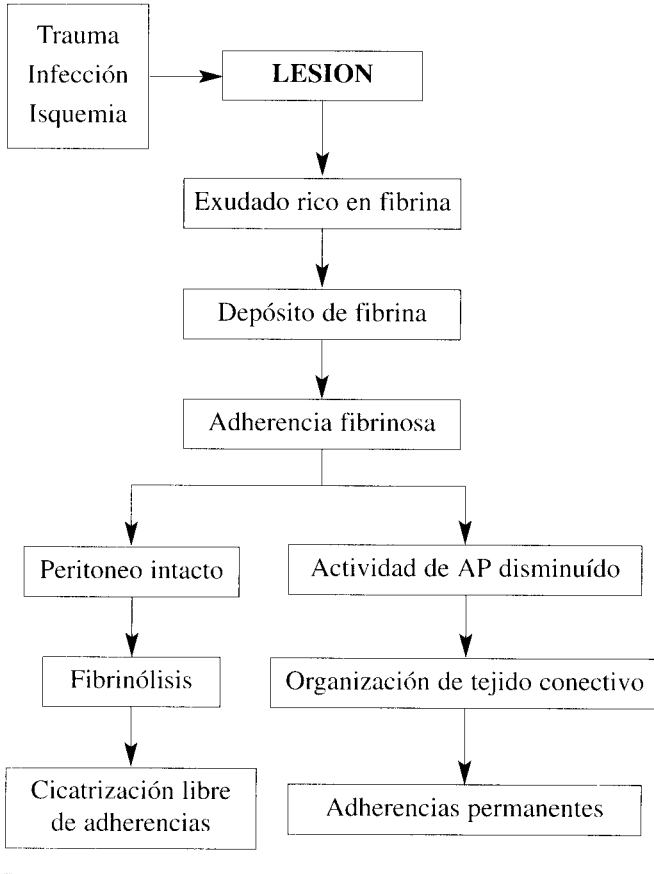 Trauma
Infección
Isquemia
LESION
Exudado rico en fibrina
Depósito de fibrina
Adherencia fibrinosa
Peritoneo intacto
Actividad de AP disminuído
Fibrinólisis
Organización de tejido conectivo
Cicatrización libre
de adherencias
Adherencias permanentes